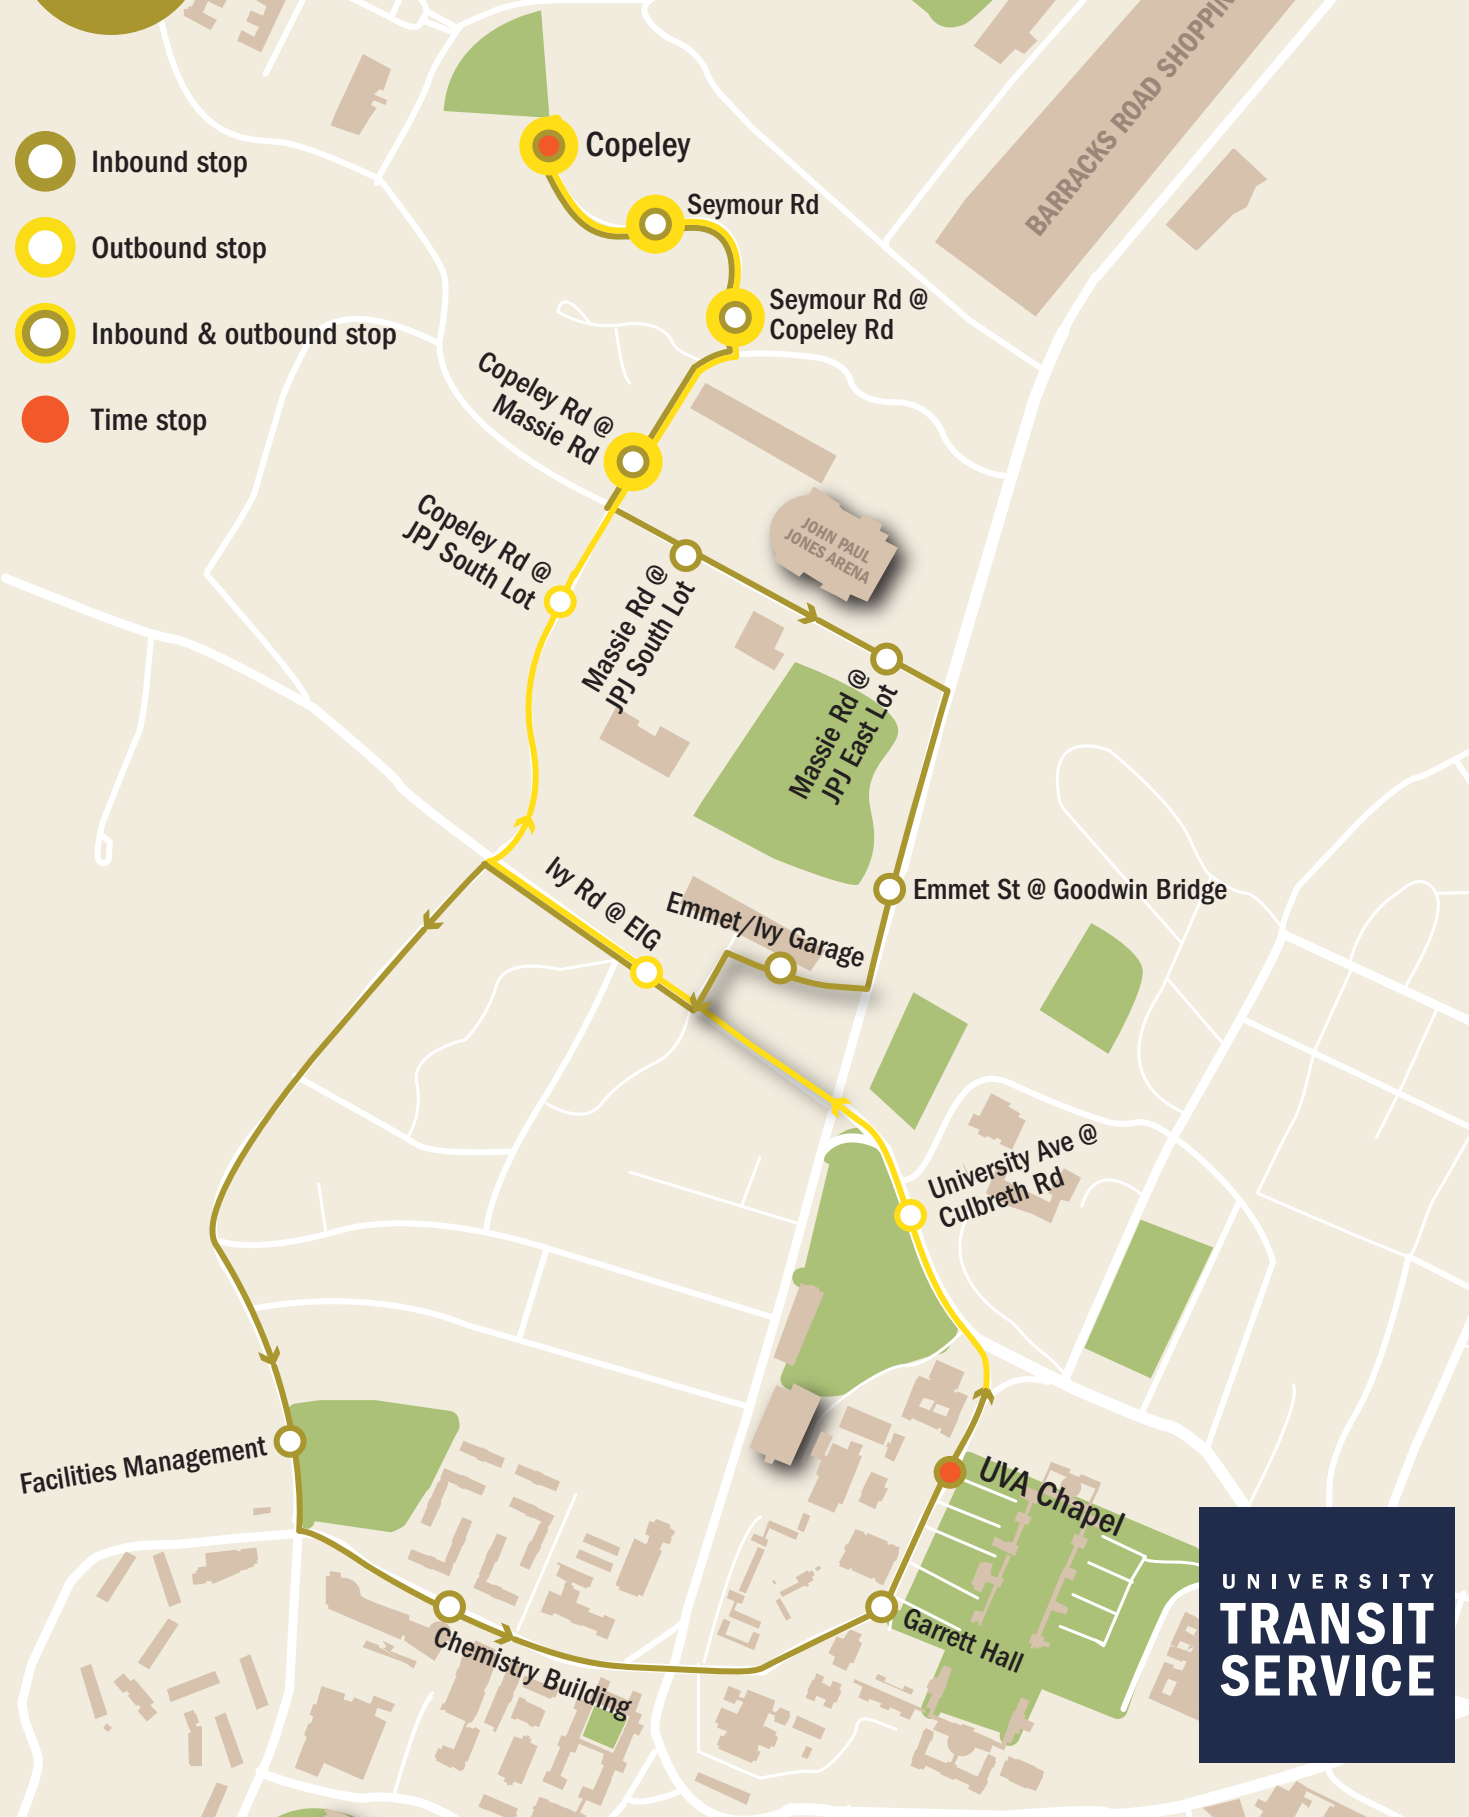 BARRACKS ROAD SHOPPIN
Inbound stop
Outbound stop
Inbound & outbound stop
Time stop
Copeley
Seymour Rd
Seymour Rd @
Copeley Rd
Copeley Rd @
Massie Rd
JOHN PAUL
JONES ARENA
Copeley Rd @
JPJ South Lot
Massie Rd @
JPJ South Lot
Massie Rd @
JPJ East Lot
Emmet St @ Goodwin Bridge
Ivy Rd @ EIG
Emmet/Ivy Garage
University Ave @
Culbreth Rd
Facilities Management
UVA Chapel
Chemistry Building
Garrett Hall
UNIVERSITY
TRANSIT
SERVICE